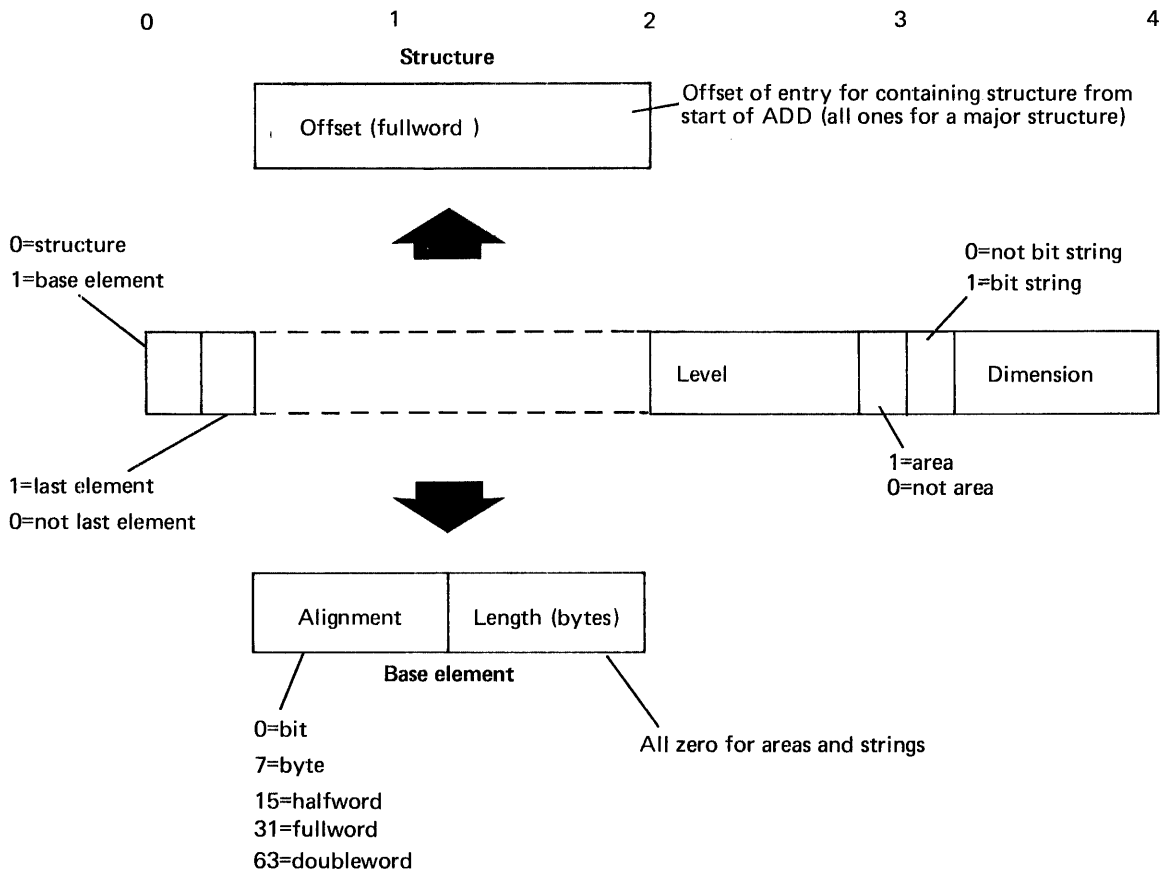 0 1 2 3 4
Structure
Offset (fullword )
Offset of entry for containing structure from
start of ADD (all ones for a major structure)
0=structure
1=base element
0=not bit string
1=bit string
Level
Dimension
1=last element
0=not last element
1=area
0=not area
Alignment
Length (bytes)
Base element
0=bit
7=byte
15=halfword
31=fullword
63=doubleword
All zero for areas and strings